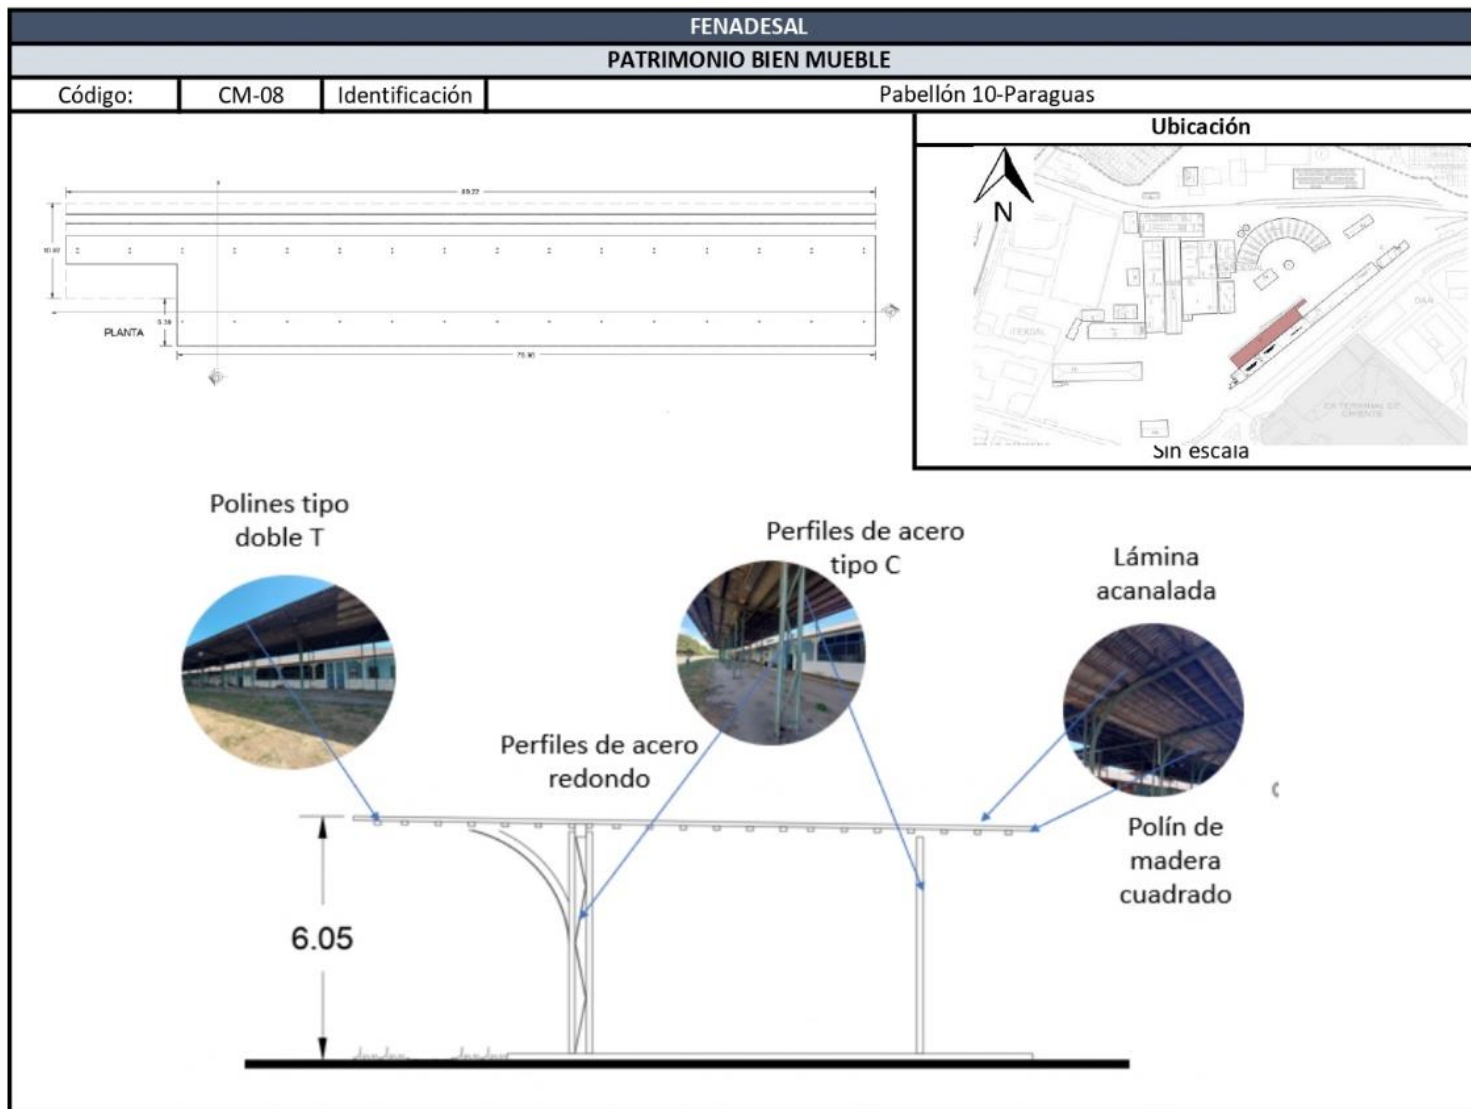 FENADESAL
PATRIMONIO BIEN MUEBLE
Código: CM-08 Identificación Pabellón 10-Paraguas
Ubicación
N
Sin escala
PLANTA
Polines tipo
doble T
Perfiles de acero
tipo C
Lámina
acanalada
Perfiles de acero
redondo
Polín de
madera
cuadrado
6.05